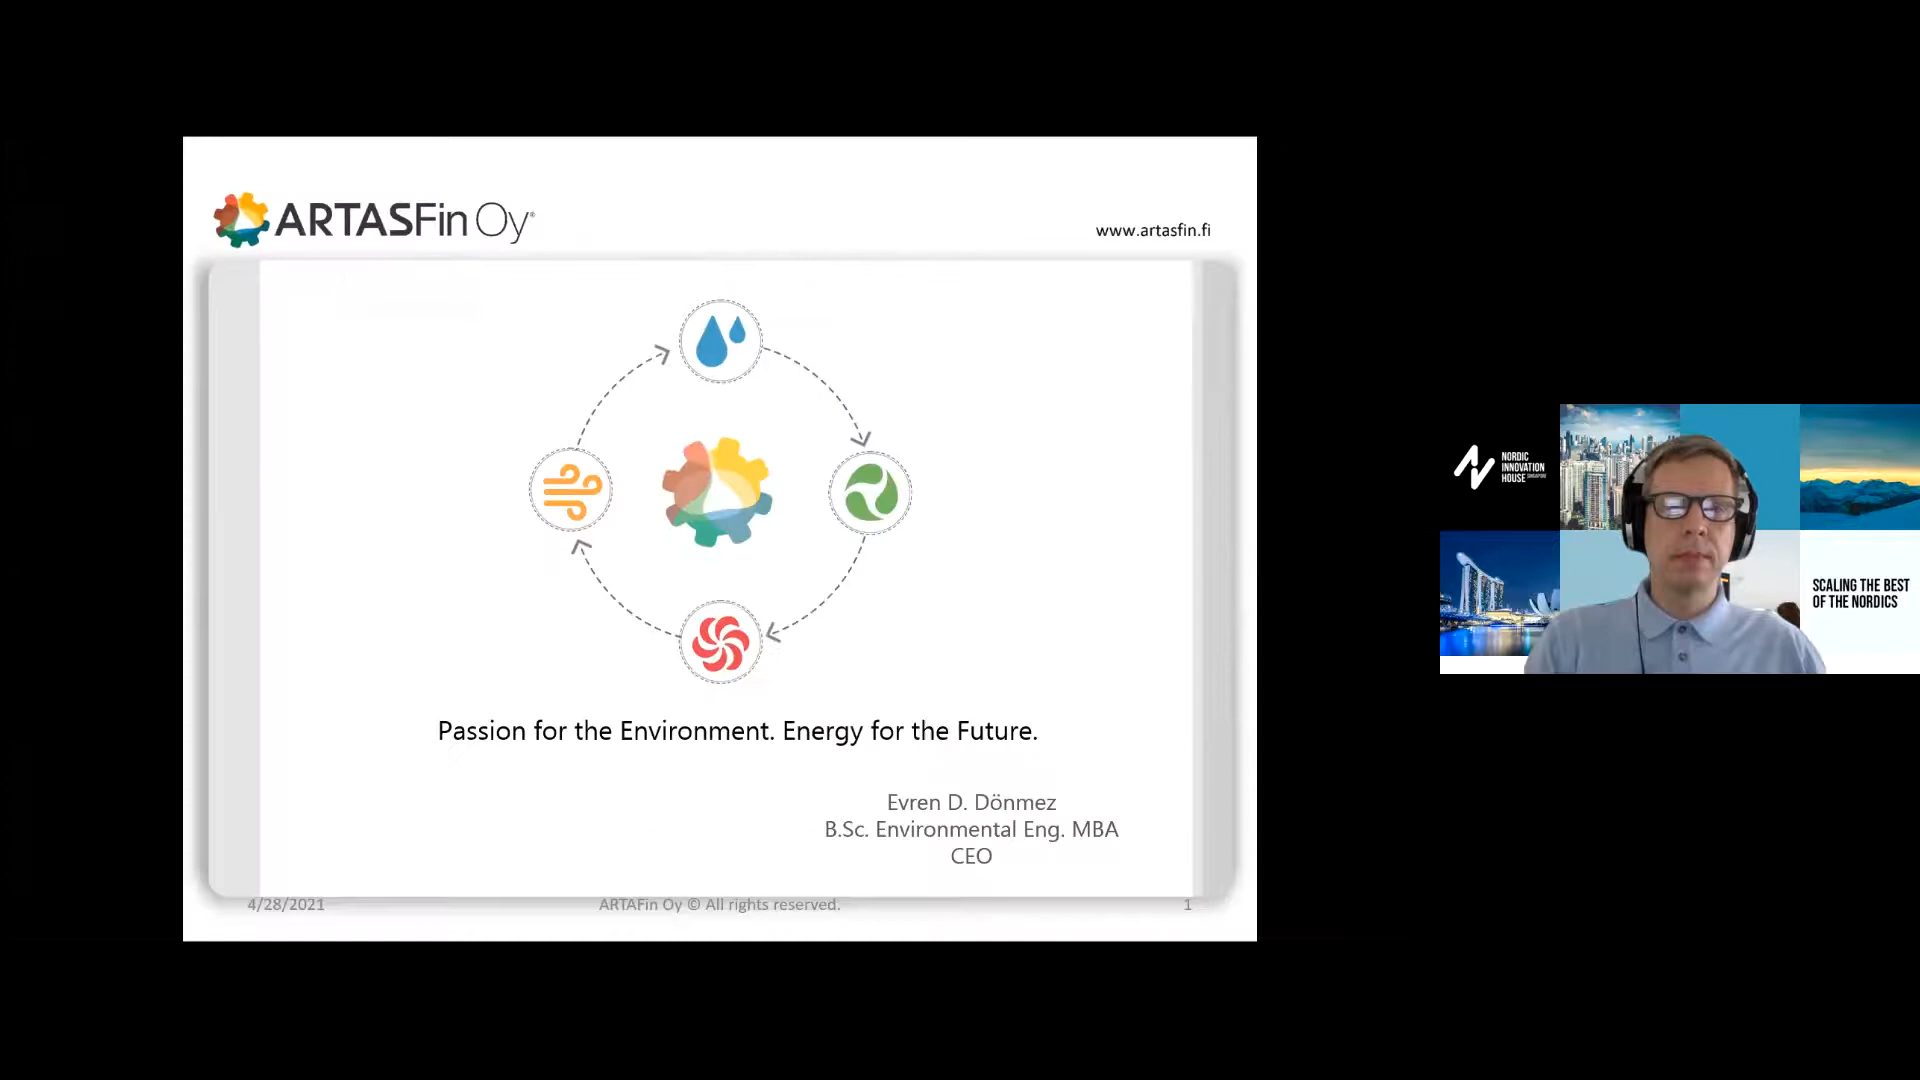 ARTASFin Oy®
www.artasfin.fi
Passion for the Environment. Energy for the Future.
Evren D. Dönmez
B.Sc. Environmental Eng. MBA
CEO
4/28/2021
ARTAFin Oy © All rights reserved.
1
NORDIC
INNOVATION
HOUSE SINGAPORE
SCALING THE BEST
OF THE NORDICS